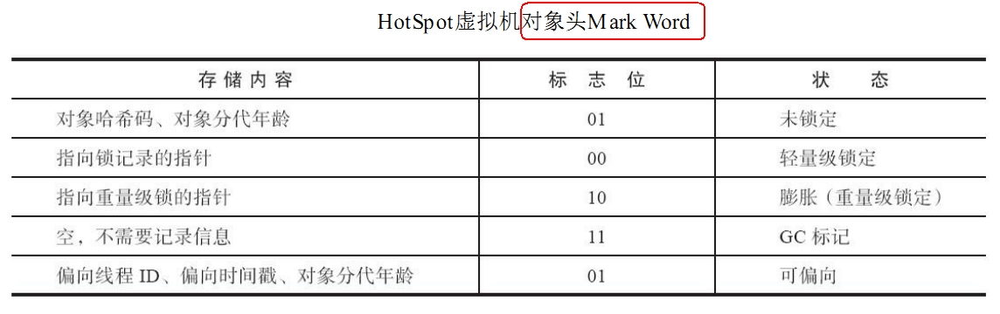 HotSpot虚拟机对象头Mark Word
存储内容 标志位 状态
对象哈希码、对象分代年龄 01 未锁定
指向锁记录的指针 00 轻量级锁定
指向重量级锁的指针 10 膨胀（重量级锁定）
空，不需要记录信息 11 GC 标记
偏向线程 ID、偏向时间戳、对象分代年龄 01 可偏向